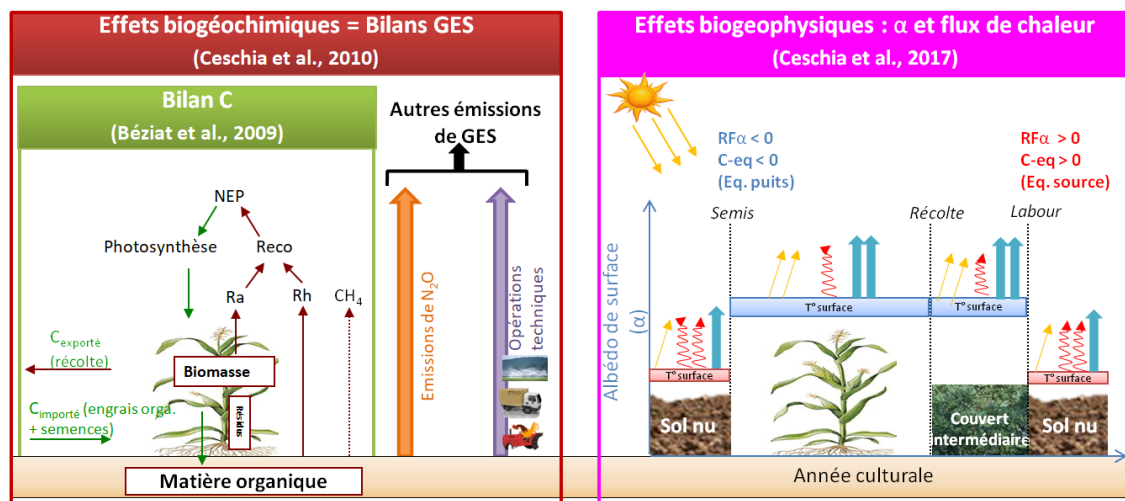 Effets biogéochimiques = Bilans GES
(Ceschia et al., 2010)
Bilan C
(Béziat et al., 2009)
Autres émissions
de GES
NEP
Photosynthèse
Reco
Ra
Rh
CH4
Cexporté
(récolte)
Biomasse
Résidus
Cimporté (engrais orga.
+ semences)
Matière organique
Emissions de N2O
Opérations
techniques
Effets biogeophysiques : α et flux de chaleur
(Ceschia et al., 2017)
RFα < 0
C-eq < 0
(Eq. puits)
RFα > 0
C-eq > 0
(Eq. source)
Semis
Récolte
Labour
Albédo de surface
(α)
T° surface
T° surface
T° surface
T° surface
Sol nu
Couvert
intermédiaire
Sol nu
Année culturale